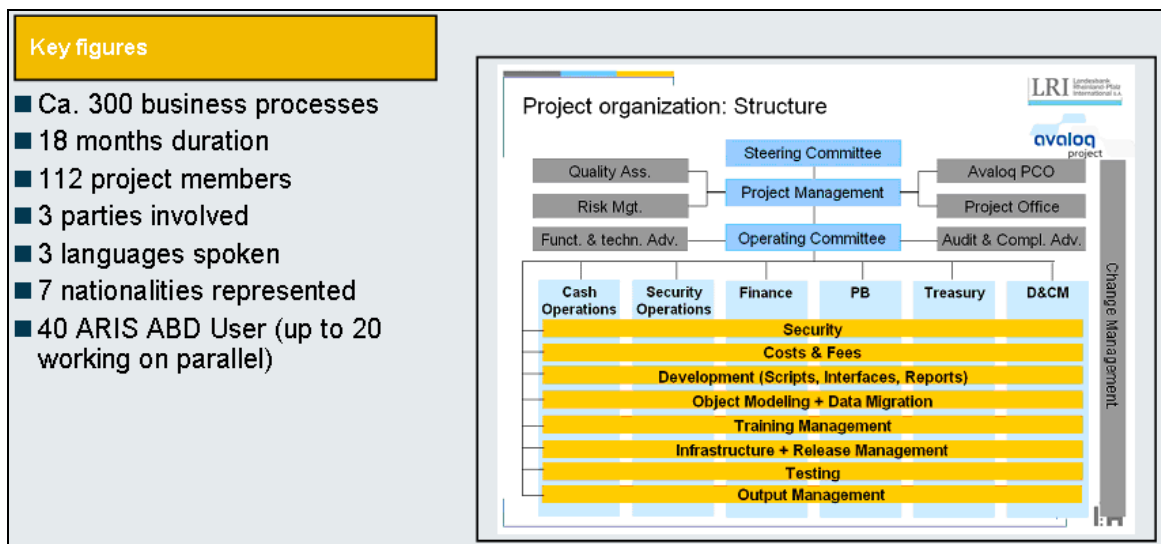 Key figures
Ca. 300 business processes
18 months duration
112 project members
3 parties involved
3 languages spoken
7 nationalities represented
40 ARIS ABD User (up to 20
working on parallel)
Project organization: Structure
LRI Landesbank
Rheinland-Pfalz
International S.A.
avaloq
project
Steering Committee
Quality Ass.
Avaloq PCO
Project Management
Risk Mgt.
Project Office
Funct. & techn. Adv.
Operating Committee
Audit & Compl. Adv.
Change Management
Cash
Operations
Security
Operations
Finance
PB
Treasury
D&CM
Security
Costs & Fees
Development (Scripts, Interfaces, Reports)
Object Modeling + Data Migration
Training Management
Infrastructure + Release Management
Testing
Output Management